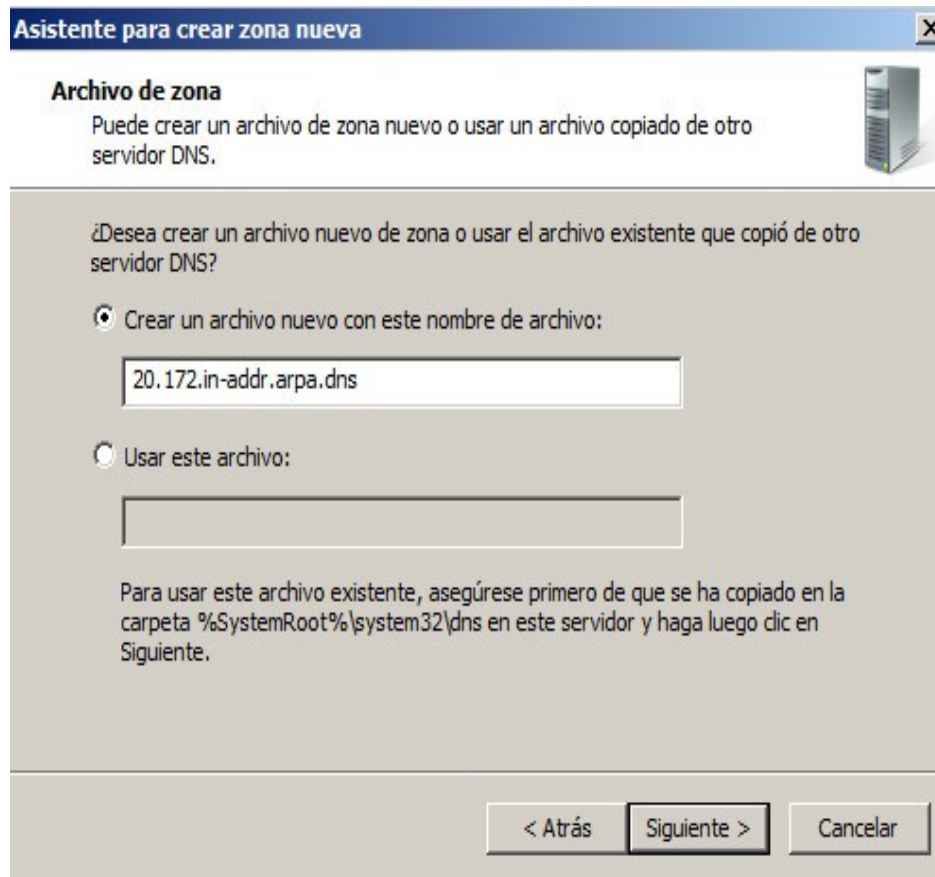 Asistente para crear zona nueva
Archivo de zona
Puede crear un archivo de zona nuevo o usar un archivo copiado de otro
servidor DNS.
¿Desea crear un archivo nuevo de zona o usar el archivo existente que copió de otro
servidor DNS?
Crear un archivo nuevo con este nombre de archivo:
20.172.in-addr.arpa.dns
Usar este archivo:
Para usar este archivo existente, asegúrese primero de que se ha copiado en la
carpeta %SystemRoot%\system32\dns en este servidor y haga luego clic en
Siguiente.
< Atrás Siguiente > Cancelar